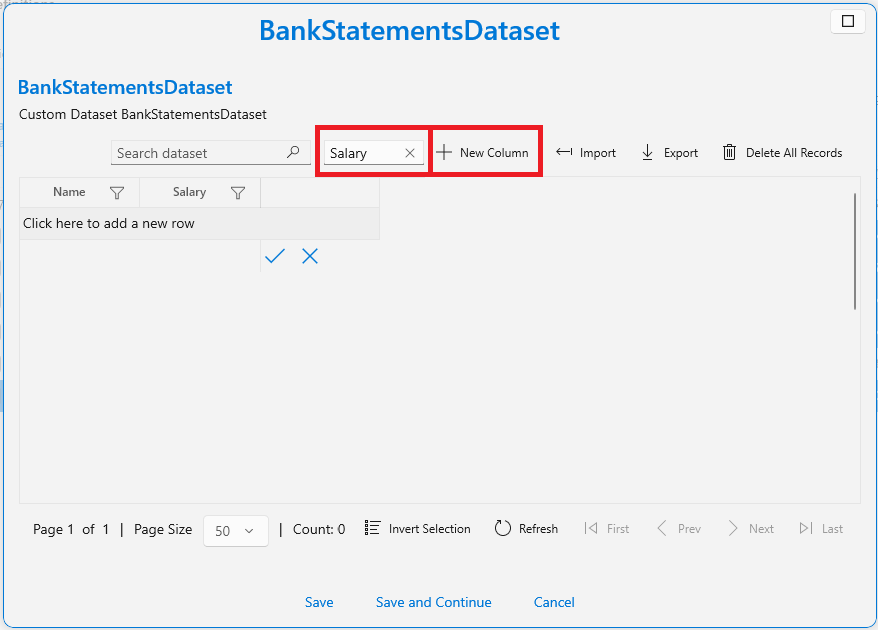 BankStatementsDataset
BankStatementsDataset
Custom Dataset BankStatementsDataset
Search dataset Salary New Column Import Export Delete All Records
Name Salary
Click here to add a new row
Page 1 of 1 | Page Size 50 | Count: 0 Invert Selection Refresh First Prev Next Last
Save Save and Continue Cancel